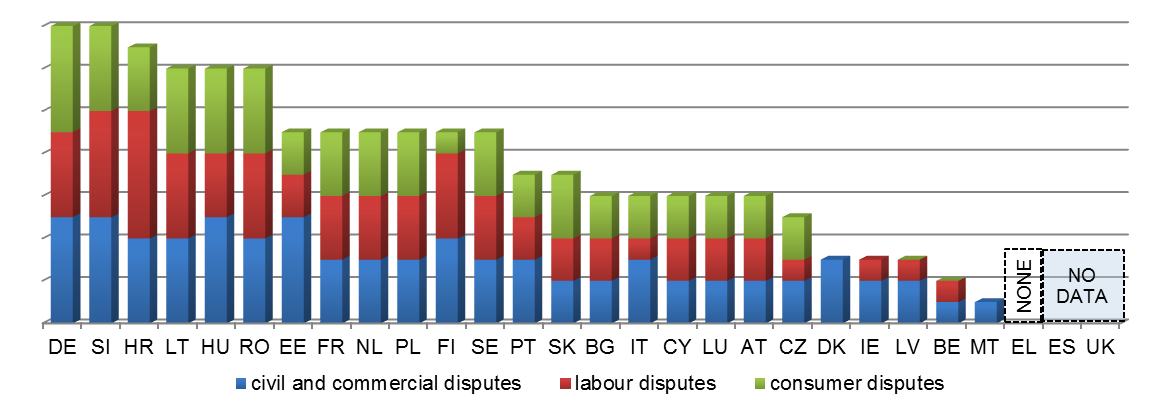 NONE
NO
DATA
DE SI HR LT HU RO EE FR NL PL FI SE PT SK BG IT CY LU AT CZ DK IE LV BE MT EL ES UK
civil and commercial disputes labour disputes consumer disputes